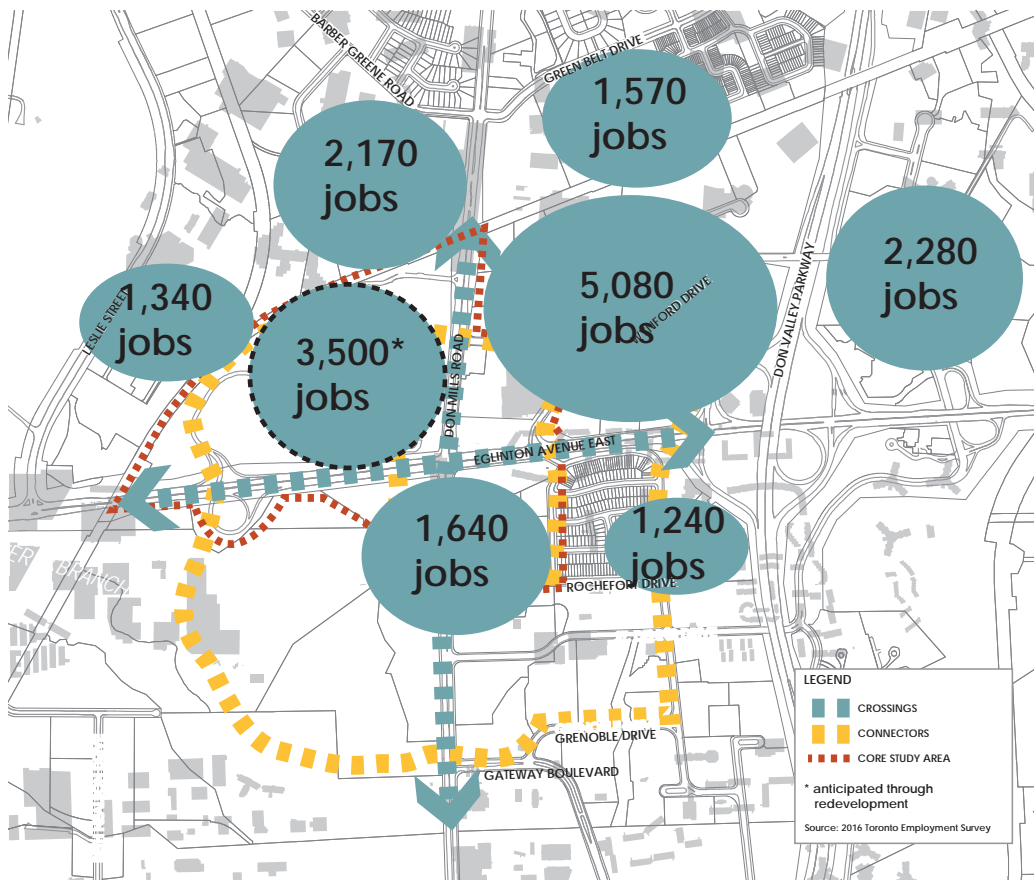 BARBER GREENE ROAD
GREEN BELT DRIVE
1,570
jobs
2,170
jobs
2,280
jobs
5,080
jobs
WYNFORD DRIVE
DON VALLEY PARKWAY
LESLIE STREET
1,340
jobs
3,500*
jobs
DON MILLS ROAD
EGLINTON AVENUE EAST
1,640
jobs
1,240
jobs
ROCHEFORT DRIVE
BRANCH
GRENOBLE DRIVE
GATEWAY BOULEVARD
LEGEND
CROSSINGS
CONNECTORS
CORE STUDY AREA
* anticipated through
redevelopment
Source: 2016 Toronto Employment Survey